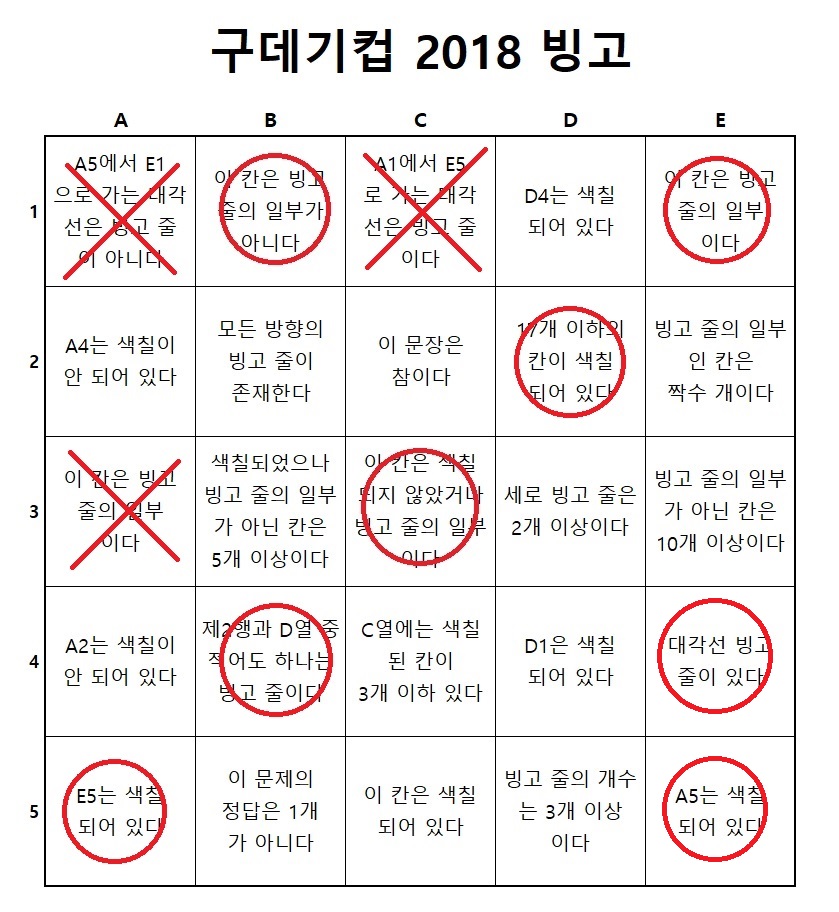 구데기컵 2018 빙고
A B C D E
1
A5에서 E1
으로 가는 대각
선은 빙고 줄
이 아니다
이 칸은 빙고
줄의 일부가
아니다
A1에서 E5
로 가는 대각
선은 빙고 줄
이다
D4는 색칠
되어 있다
이 칸은 빙고
줄의 일부
이다
2
A4는 색칠이
안 되어 있다
모든 방향의
빙고 줄이
존재한다
이 문장은
참이다
17개 이하의
칸이 색칠
되어 있다
빙고 줄의 일부
인 칸은
짝수 개이다
3
이 칸은 빙고
줄의 일부
이다
색칠되었으나
빙고 줄의 일부
가 아닌 칸은
5개 이상이다
이 칸은 색칠
되지 않았거나
빙고 줄의 일부
이다
세로 빙고 줄은
2개 이상이다
빙고 줄의 일부
가 아닌 칸은
10개 이상이다
4
A2는 색칠이
안 되어 있다
제2행과 D열 중
적어도 하나는
빙고 줄이다
C열에는 색칠
된 칸이
3개 이하 있다
D1은 색칠
되어 있다
대각선 빙고
줄이 있다
5
E5는 색칠
되어 있다
이 문제의
정답은 1개
가 아니다
이 칸은 색칠
되어 있다
빙고 줄의 개수
는 3개 이상
이다
A5는 색칠
되어 있다